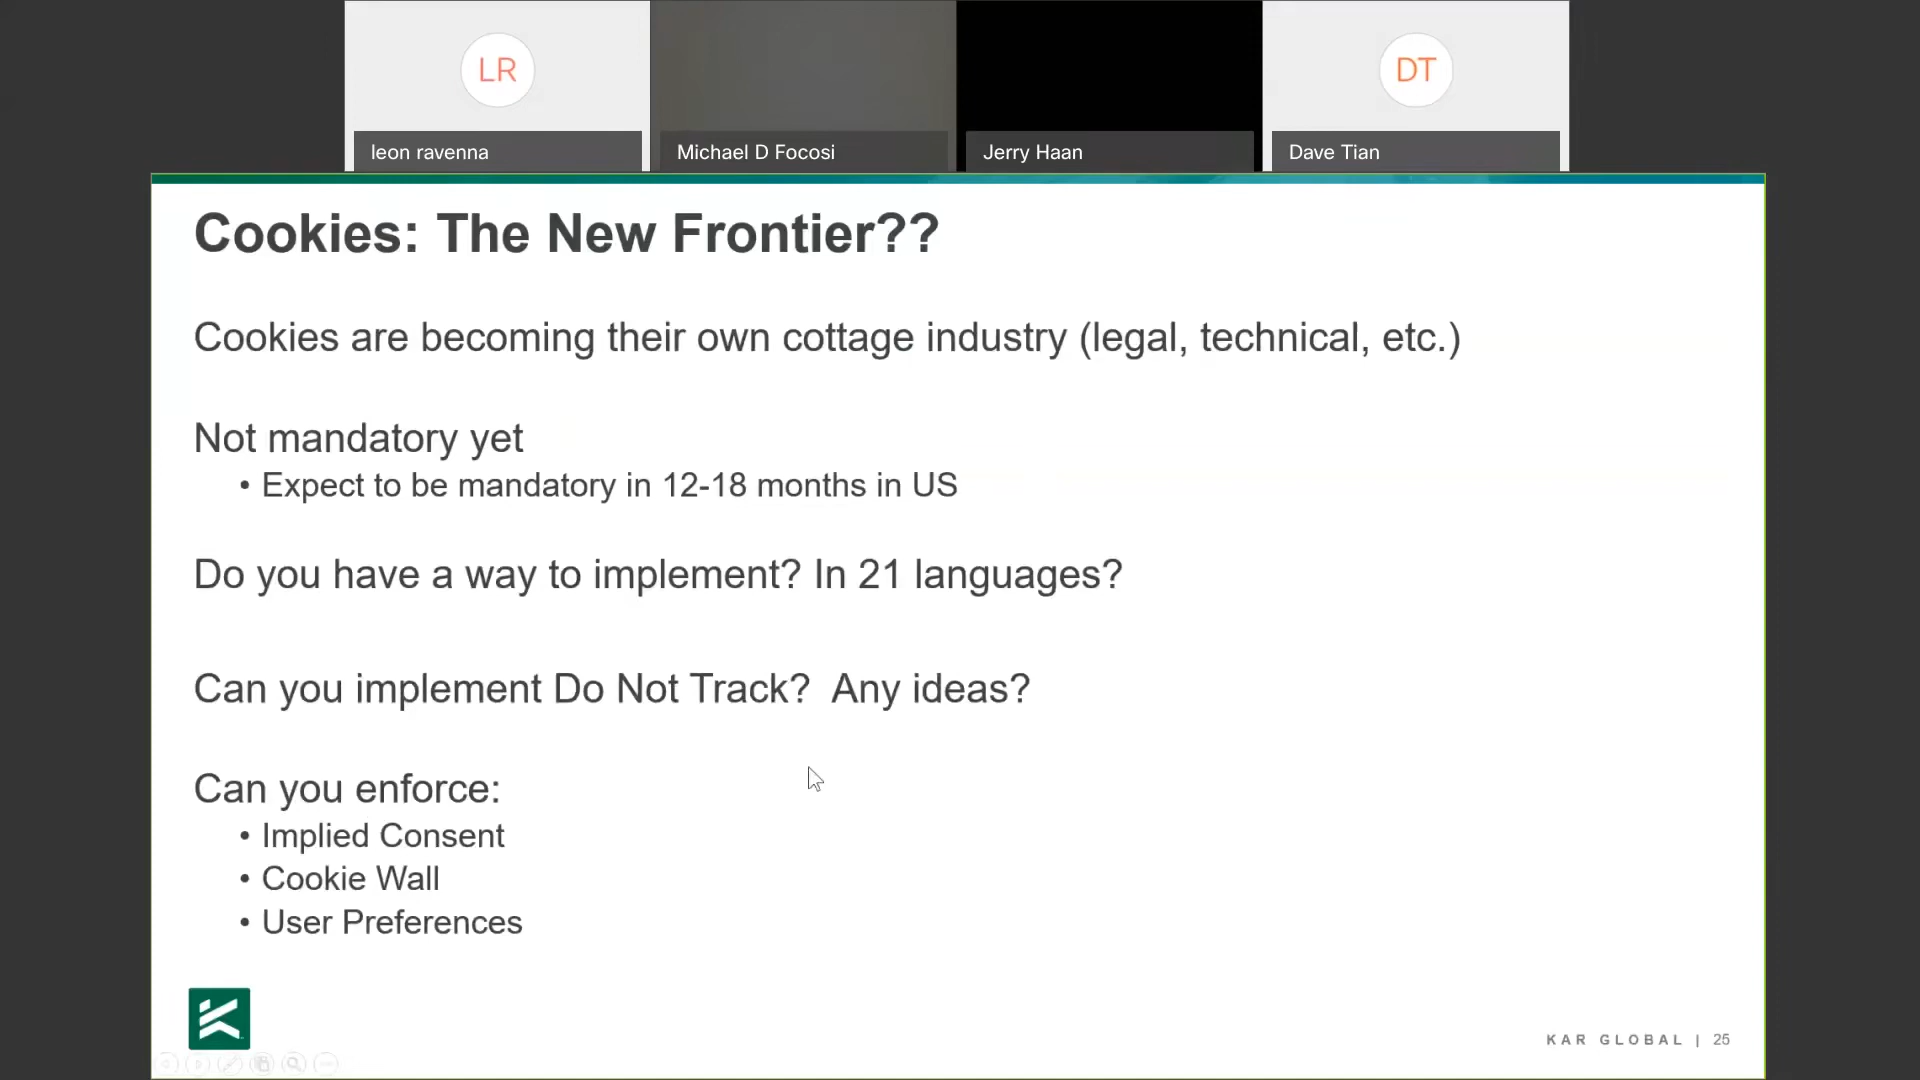 LR
DT
leon ravenna
Michael D Focosi
Jerry Haan
Dave Tian
Cookies: The New Frontier??
Cookies are becoming their own cottage industry (legal, technical, etc.)
Not mandatory yet
• Expect to be mandatory in 12-18 months in US
Do you have a way to implement? In 21 languages?
Can you implement Do Not Track?  Any ideas?
Can you enforce:
• Implied Consent
• Cookie Wall
• User Preferences
KAR GLOBAL | 25